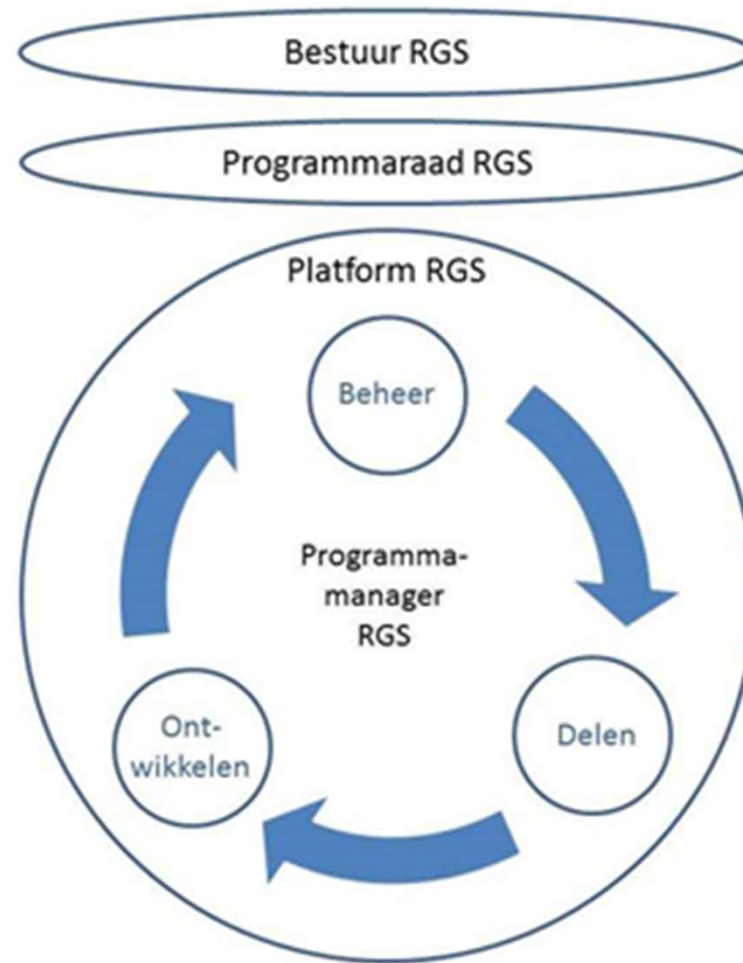 Bestuur RGS
Programmaraad RGS
Platform RGS
Beheer
Programma-
manager
RGS
Ont-
wikkelen
Delen